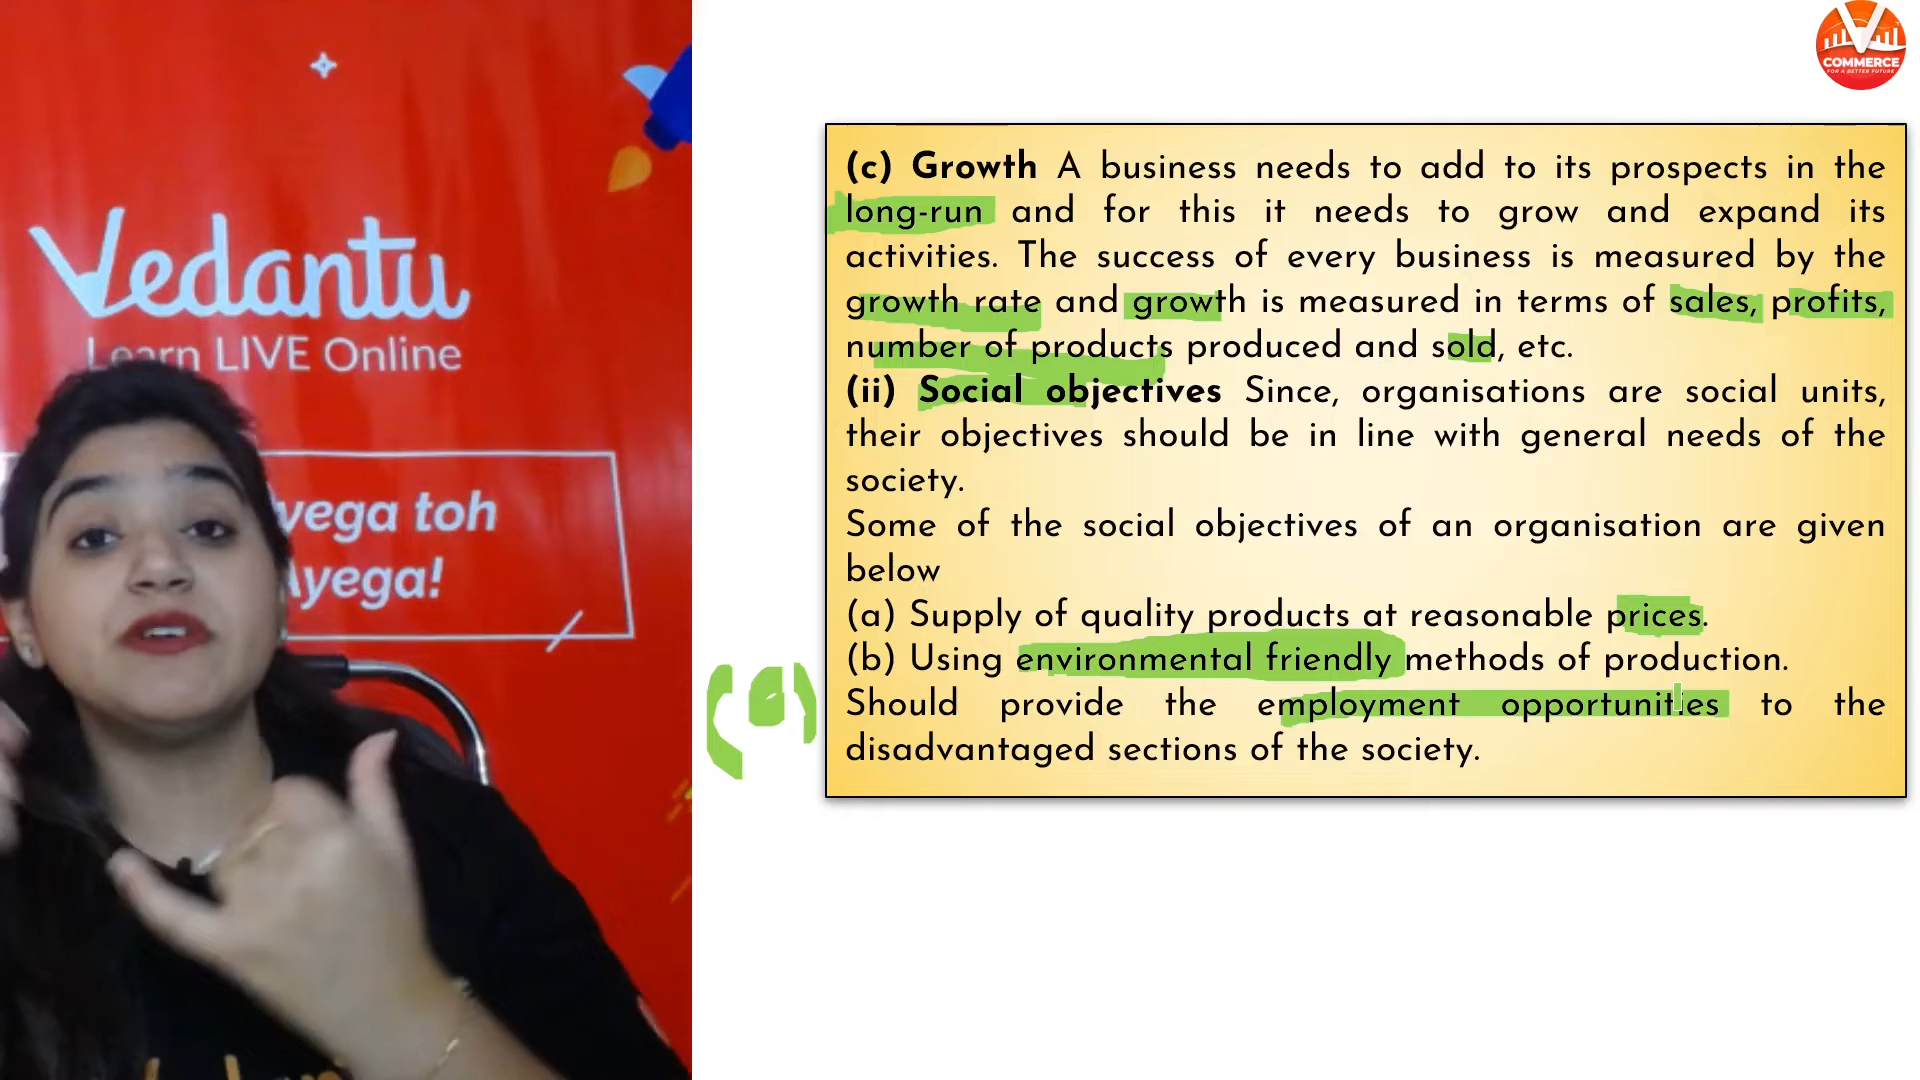 Vedantu
Learn LIVE Online
yega toh
Ayega!
COMMERCE
FOR A BETTER FUTURE
(c) Growth A business needs to add to its prospects in the
long-run and for this it needs to grow and expand its
activities. The success of every business is measured by the
growth rate and growth is measured in terms of sales, profits,
number of products produced and sold, etc.
(ii) Social objectives Since, organisations are social units,
their objectives should be in line with general needs of the
society.
Some of the social objectives of an organisation are given
below
(a) Supply of quality products at reasonable prices.
(b) Using environmental friendly methods of production.
Should provide the employment opportunities to the
disadvantaged sections of the society.